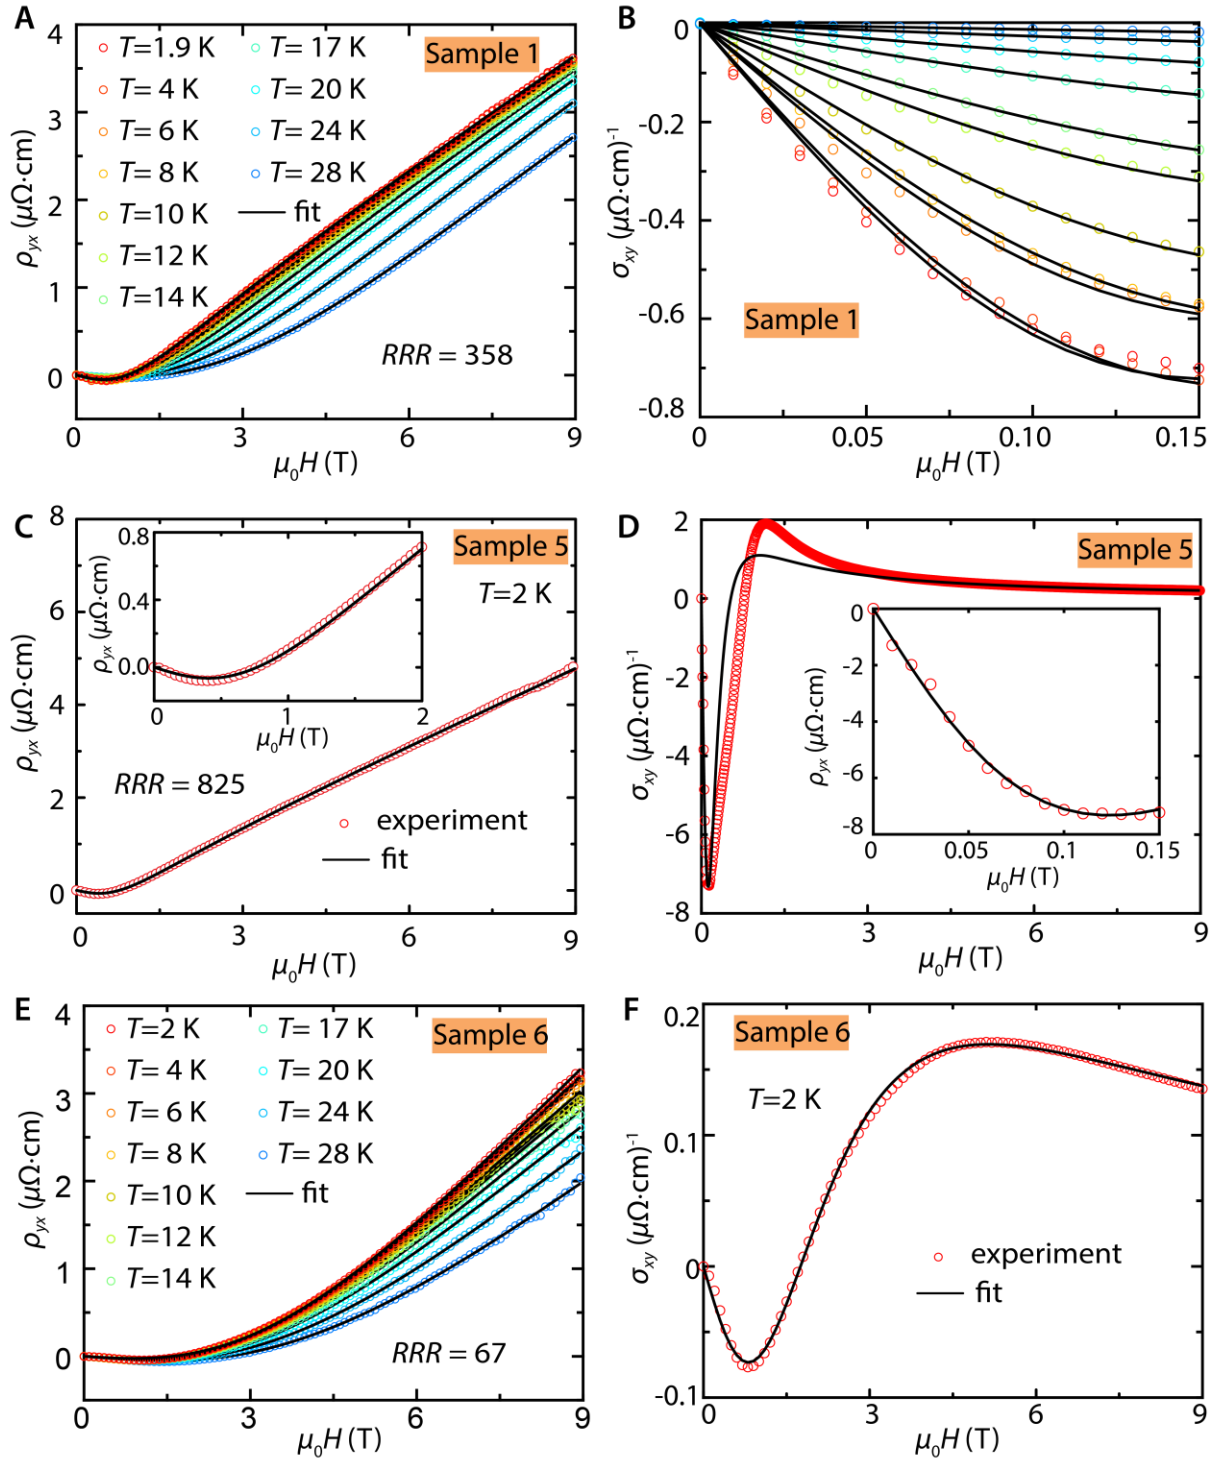 A
Sample 1
T=1.9 K
T= 4 K
T= 6 K
T= 8 K
T=10 K
T=12 K
T=14 K
T= 17 K
T= 20 K
T= 24 K
T= 28 K
fit
RRR = 358
4
3
2
1
0
ρyx (μΩ·cm)
0 3 6 9
μ0H (T)
B
0
-0.2
-0.4
-0.6
-0.8
σxy (μΩ·cm)-1
Sample 1
0 0.05 0.10 0.15
μ0H (T)
C
8
6
4
2
0
ρyx (μΩ·cm)
Sample 5
T=2 K
0.8
0.4
0.0
ρyx (μΩ·cm)
0 1 2
μ0H (T)
RRR = 825
experiment
fit
0 3 6 9
μ0H (T)
D
2
0
-2
-4
-6
-8
σxy (μΩ·cm)-1
Sample 5
0
-2
-4
-6
-8
ρyx (μΩ·cm)
0 0.05 0.1 0.15
μ0H (T)
0 3 6 9
μ0H (T)
E
4
3
2
1
0
ρyx (μΩ·cm)
Sample 6
T=2 K
T= 4 K
T= 6 K
T= 8 K
T=10 K
T=12 K
T=14 K
T= 17 K
T= 20 K
T= 24 K
T= 28 K
fit
RRR = 67
0 3 6 9
μ0H (T)
F
0.2
0.1
0
-0.1
σxy (μΩ·cm)-1
Sample 6
T=2 K
experiment
fit
0 3 6 9
μ0H (T)